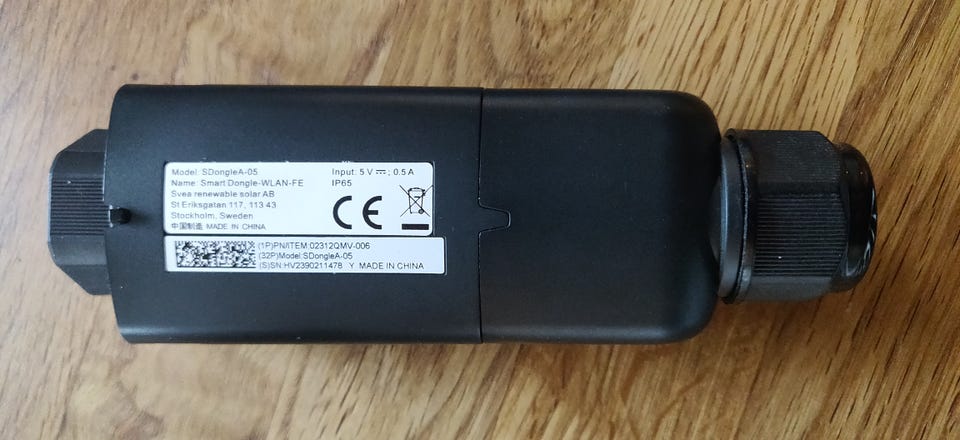 Model: SDongleA-05
Name: Smart Dongle-WLAN-FE
Svea renewable solar AB
St Eriksgatan 117, 113 43
Stockholm, Sweden
中国制造 MADE IN CHINA
Input: 5 V ⎓; 0.5 A
IP65
CE
(1P)PN/ITEM:02312QMV-006
(32P)Model:SDongleA-05
(S)SN:HV2390211478 Y MADE IN CHINA